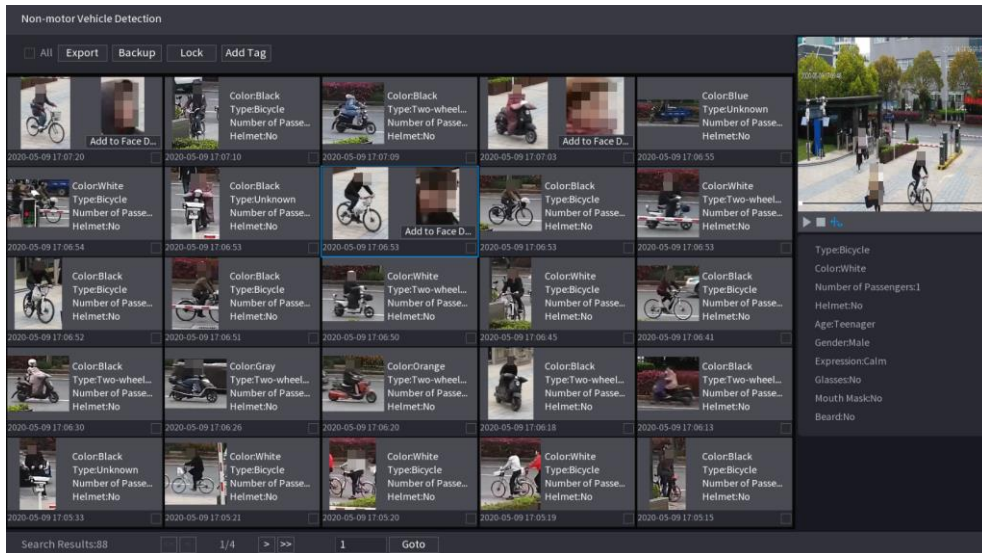 Non-motor Vehicle Detection
All Export Backup Lock Add Tag
Add to Face D...
2020-05-09 17:07:20
Color:Black
Type:Bicycle
Number of Passe...
Helmet:No
2020-05-09 17:07:10
Color:Black
Type:Two-wheel...
Number of Passe...
Helmet:No
2020-05-09 17:07:09
Add to Face D...
2020-05-09 17:07:03
Color:Blue
Type:Unknown
Number of Passe...
Helmet:No
2020-05-09 17:06:55
Color:White
Type:Bicycle
Number of Passe...
Helmet:No
2020-05-09 17:06:54
Color:Black
Type:Unknown
Number of Passe...
Helmet:No
2020-05-09 17:06:53
Add to Face D...
2020-05-09 17:06:53
Color:Black
Type:Bicycle
Number of Passe...
Helmet:No
2020-05-09 17:06:53
Color:White
Type:Two-wheel...
Number of Passe...
Helmet:No
2020-05-09 17:06:53
Color:Black
Type:Bicycle
Number of Passe...
Helmet:No
2020-05-09 17:06:52
Color:Black
Type:Bicycle
Number of Passe...
Helmet:No
2020-05-09 17:06:51
Color:White
Type:Two-wheel...
Number of Passe...
Helmet:No
2020-05-09 17:06:50
Color:White
Type:Bicycle
Number of Passe...
Helmet:No
2020-05-09 17:06:45
Color:Black
Type:Bicycle
Number of Passe...
Helmet:No
2020-05-09 17:06:41
Color:Black
Type:Two-wheel...
Number of Passe...
Helmet:No
2020-05-09 17:06:30
Color:Gray
Type:Two-wheel...
Number of Passe...
Helmet:No
2020-05-09 17:06:26
Color:Orange
Type:Two-wheel...
Number of Passe...
Helmet:No
2020-05-09 17:06:20
Color:Black
Type:Two-wheel...
Number of Passe...
Helmet:No
2020-05-09 17:06:18
Color:Black
Type:Two-wheel...
Number of Passe...
Helmet:No
2020-05-09 17:06:13
Color:Black
Type:Unknown
Number of Passe...
Helmet:No
2020-05-09 17:05:33
Color:White
Type:Bicycle
Number of Passe...
Helmet:No
2020-05-09 17:05:21
Color:White
Type:Bicycle
Number of Passe...
Helmet:No
2020-05-09 17:05:20
Color:White
Type:Bicycle
Number of Passe...
Helmet:No
2020-05-09 17:05:19
Color:Black
Type:Bicycle
Number of Passe...
Helmet:No
2020-05-09 17:05:15
Type:Bicycle
Color:White
Number of Passengers:1
Helmet:No
Age:Teenager
Gender:Male
Expression:Calm
Glasses:No
Mouth Mask:No
Beard:No
Search Results:88 1/4 > >> 1 Goto